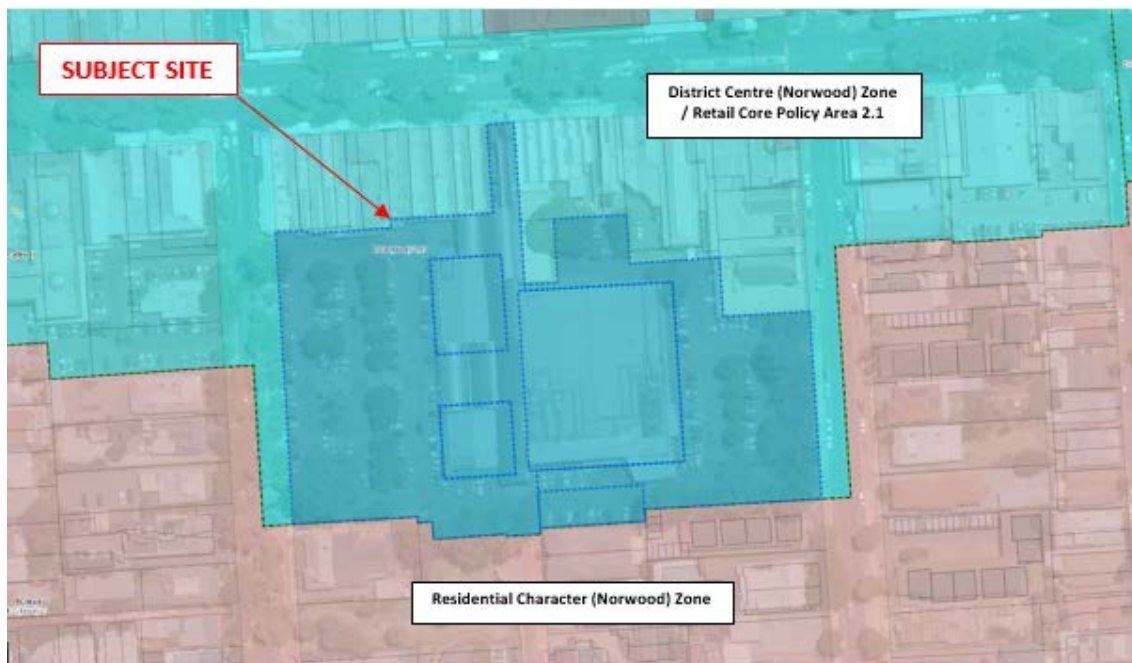 SUBJECT SITE
District Centre (Norwood) Zone
/ Retail Core Policy Area 2.1
Residential Character (Norwood) Zone